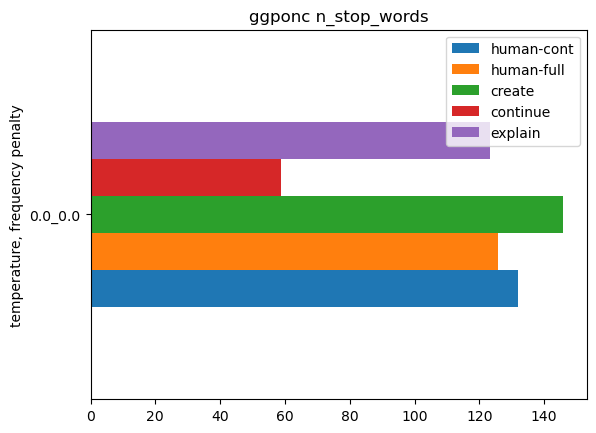 ggponc n_stop_words
human-cont
human-full
create
continue
explain
temperature, frequency penalty
0.0_0.0
0 20 40 60 80 100 120 140